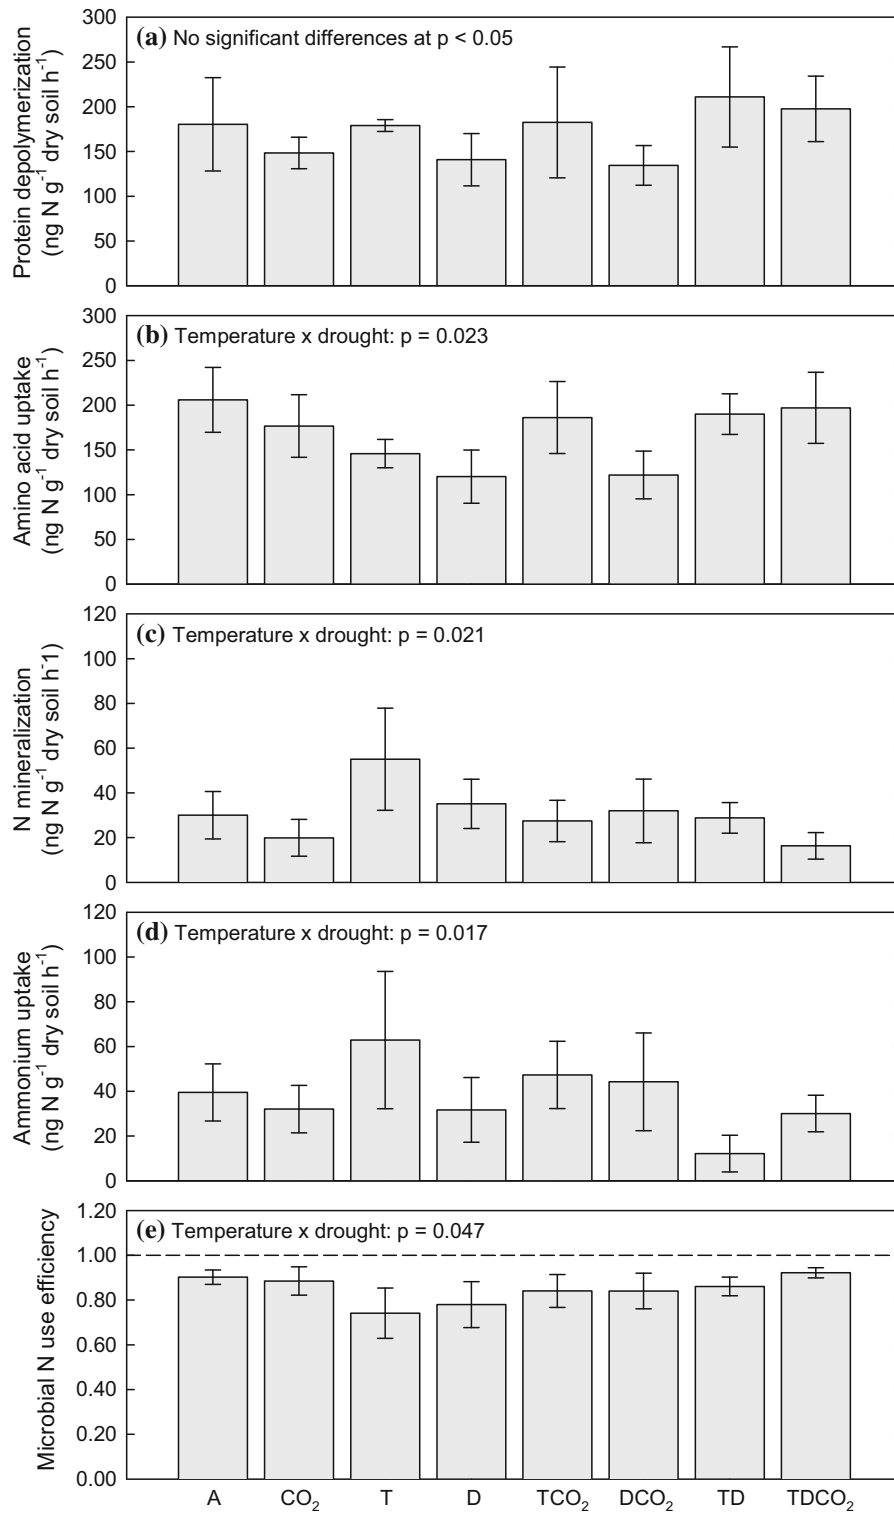 Protein depolymerization
(ng N g⁻¹ dry soil h⁻¹)
300
250
200
150
100
50
0
(a) No significant differences at p < 0.05
Amino acid uptake
(ng N g⁻¹ dry soil h⁻¹)
300
250
200
150
100
50
0
(b) Temperature x drought: p = 0.023
N mineralization
(ng N g⁻¹ dry soil h⁻1)
120
100
80
60
40
20
0
(c) Temperature x drought: p = 0.021
Ammonium uptake
(ng N g⁻¹ dry soil h⁻¹)
120
100
80
60
40
20
0
(d) Temperature x drought: p = 0.017
Microbial N use efficiency
1.20
1.00
0.80
0.60
0.40
0.20
0.00
(e) Temperature x drought: p = 0.047
A CO₂ T D TCO₂ DCO₂ TD TDCO₂